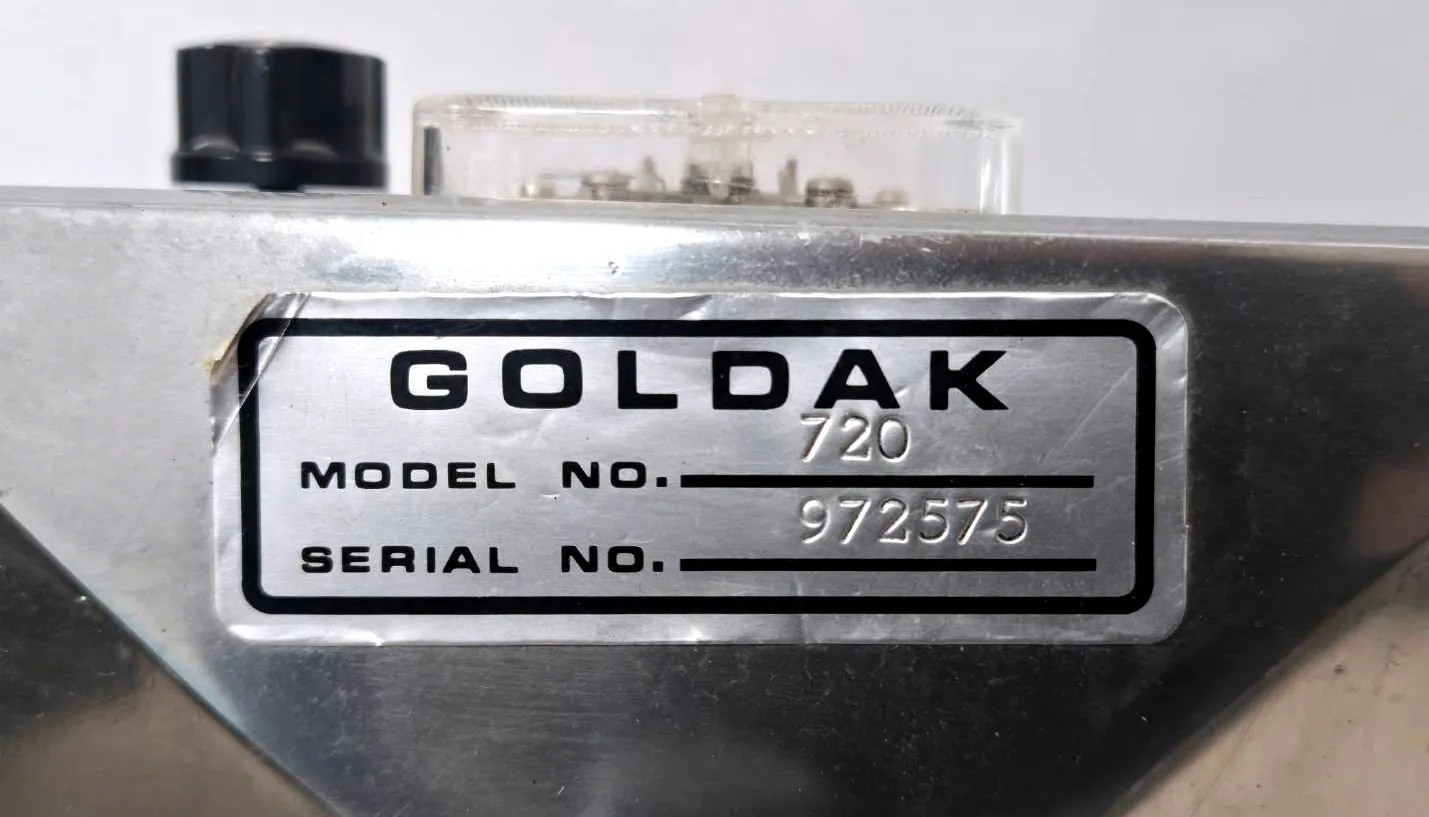 GOLDAK
MODEL NO. 720
SERIAL NO. 972575